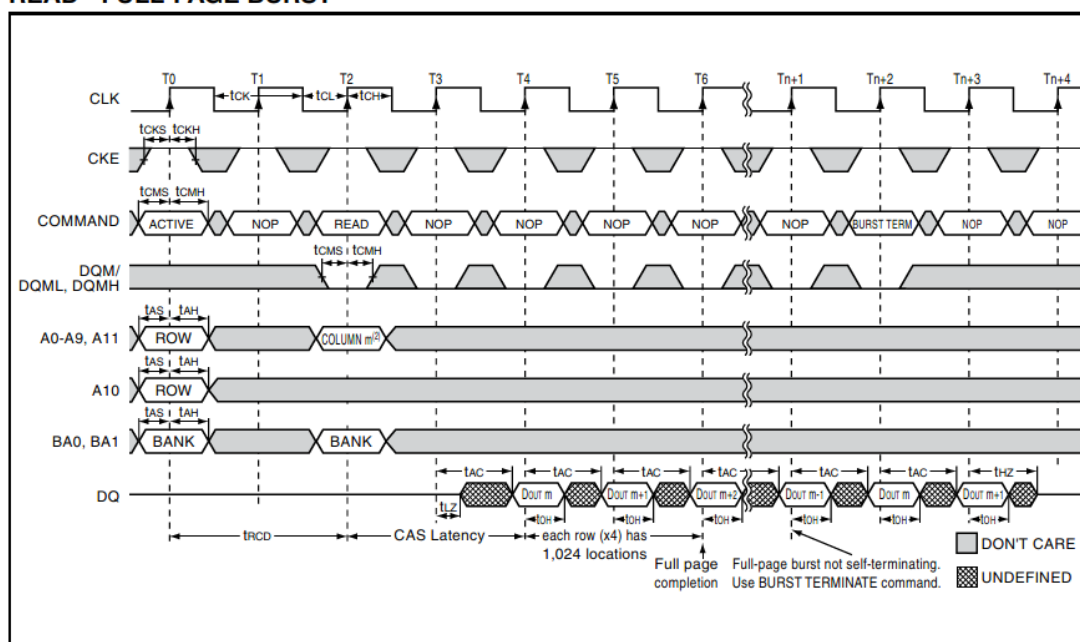 READ - FULL-PAGE BURST
T0 T1 T2 T3 T4 T5 T6 Tn+1 Tn+2 Tn+3 Tn+4
CLK tCK tCL tCH
tCKS tCKH
CKE
tCMS tCMH
COMMAND ACTIVE NOP READ NOP NOP NOP NOP NOP BURST TERM NOP NOP
tCMS tCMH
DQM/
DQML, DQMH
tAS tAH
A0-A9, A11 ROW COLUMN m(2)
tAS tAH
A10 ROW
tAS tAH
BA0, BA1 BANK BANK
tAC tAC tAC tAC tAC tAC tHZ
DQ DOUT m DOUT m+1 DOUT m+2 DOUT m-1 DOUT m DOUT m+1
tLZ tOH tOH tOH tOH tOH tOH
tRCD CAS Latency each row (x4) has
1,024 locations
Full page
completion
Full-page burst not self-terminating.
Use BURST TERMINATE command.
DON'T CARE
UNDEFINED